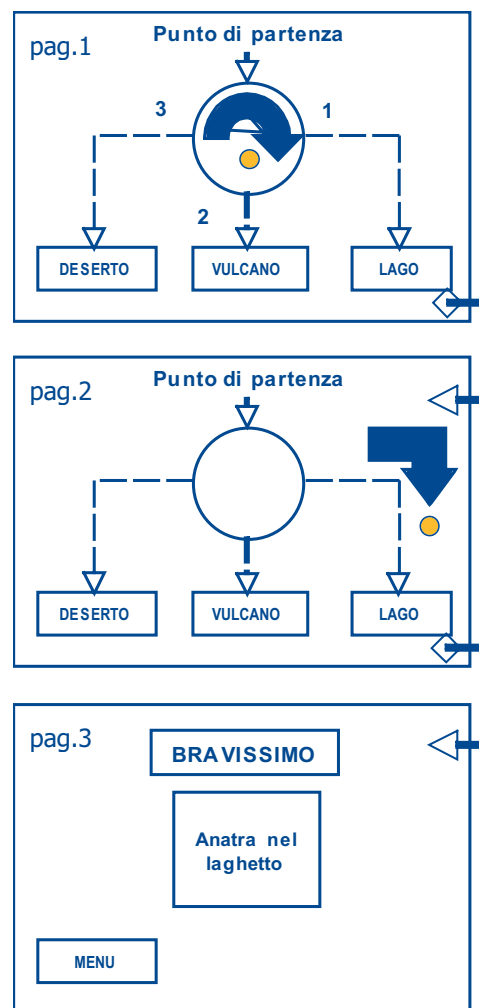 pag.1
Punto di partenza
3
1
2
DESERTO
VULCANO
LAGO
pag.2
Punto di partenza
DESERTO
VULCANO
LAGO
pag.3
BRAVISSIMO
Anatra nel
laghetto
MENU